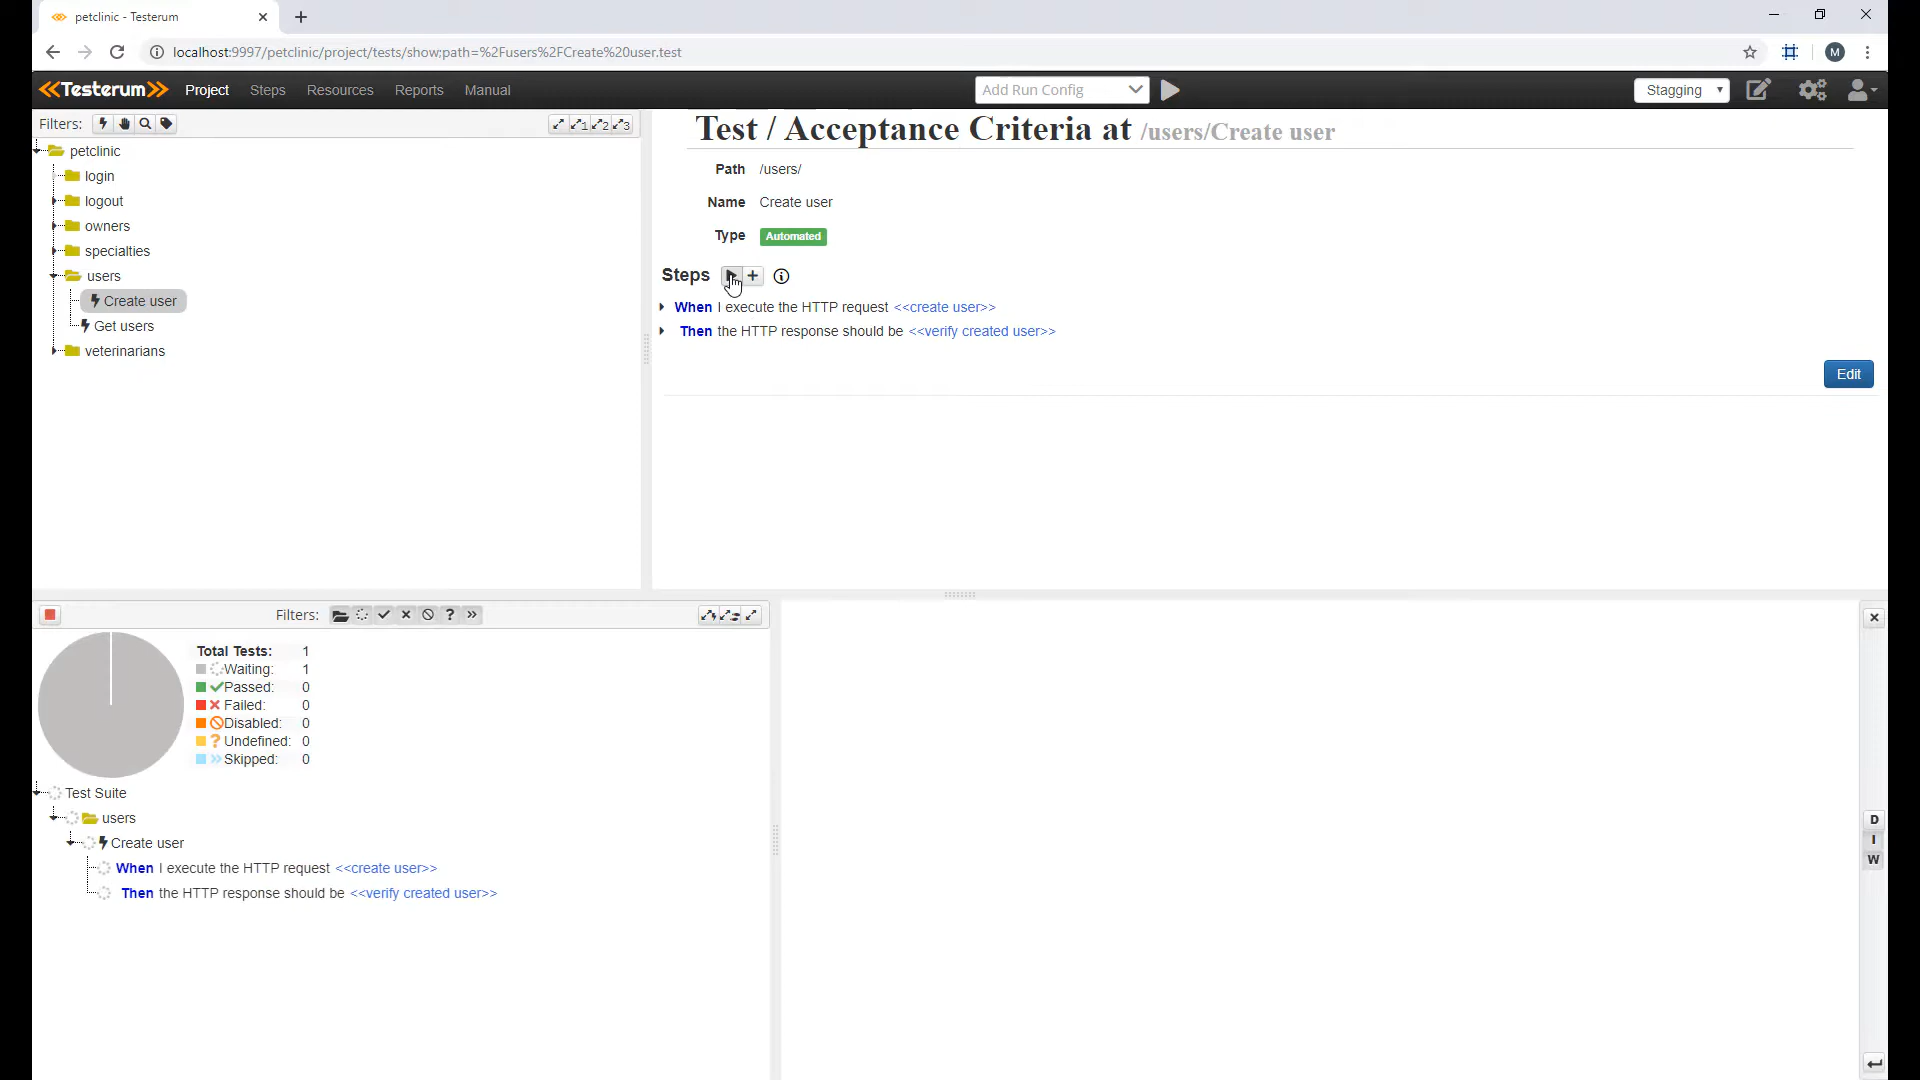 petclinic - Testerum
localhost:9997/petclinic/project/tests/show;path=%2Fusers%2FCreate%20user.test
M
<<Testerum>> Project Steps Resources Reports Manual
Add Run Config
Stagging
Filters:
1 2 3
petclinic
login
logout
owners
specialties
users
Create user
Get users
veterinarians
Test / Acceptance Criteria at /users/Create user
Path /users/
Name Create user
Type Automated
Steps
When I execute the HTTP request <<create user>>
Then the HTTP response should be <<verify created user>>
Edit
Filters:
Total Tests: 1
Waiting: 1
Passed: 0
Failed: 0
Disabled: 0
Undefined: 0
Skipped: 0
Test Suite
users
Create user
When I execute the HTTP request <<create user>>
Then the HTTP response should be <<verify created user>>
D
I
W